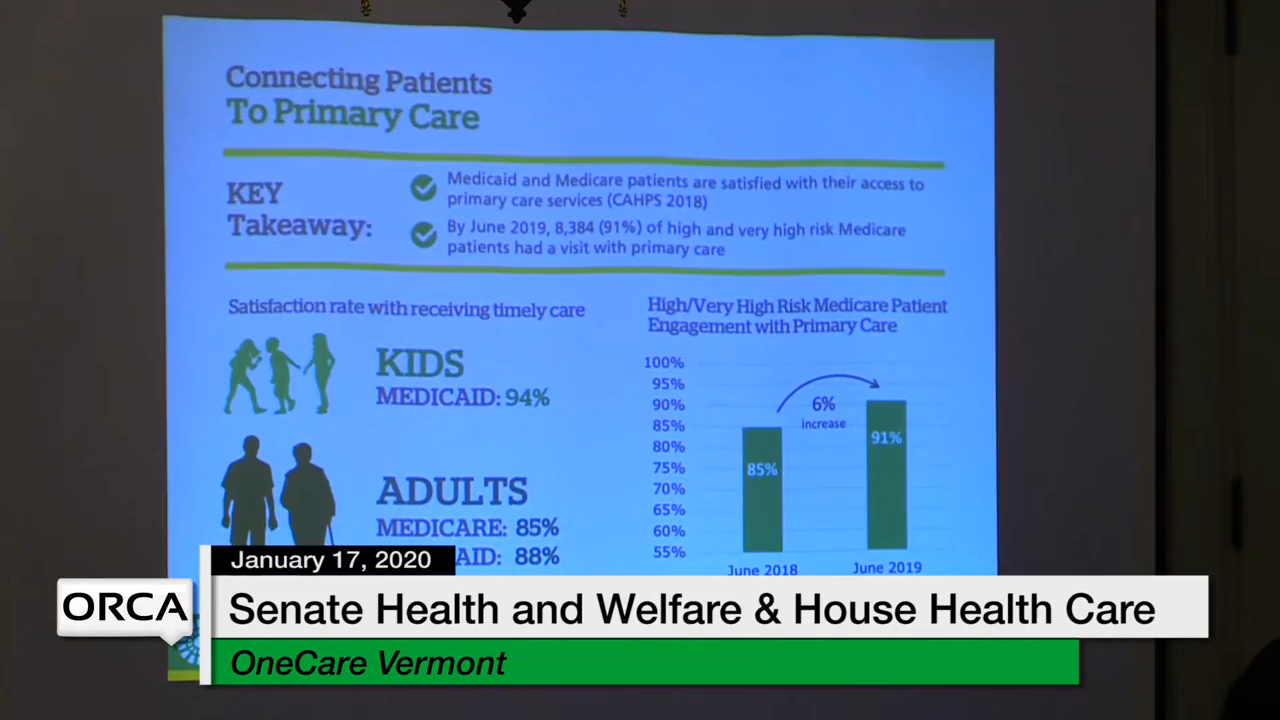 Connecting Patients
To Primary Care
KEY
Takeaway:
Medicaid and Medicare patients are satisfied with their access to
primary care services (CAHPS 2018)
By June 2019, 8,384 (91%) of high and very high risk Medicare
patients had a visit with primary care
Satisfaction rate with receiving timely care
KIDS
MEDICAID: 94%
ADULTS
MEDICARE: 85%
AID: 88%
High/Very High Risk Medicare Patient
Engagement with Primary Care
100%
95%
90%
85%
80%
75%
70%
65%
60%
55%
6%
increase
85%
91%
June 2018
June 2019
January 17, 2020
ORCA
Senate Health and Welfare & House Health Care
OneCare Vermont